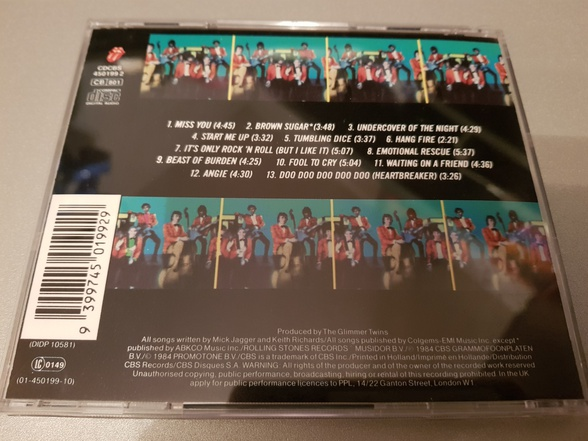 CDCBS
450199 2
CB 801
COMPACT
disc
DIGITAL AUDIO
1. MISS YOU (4:45) 2. BROWN SUGAR* (3:48) 3. UNDERCOVER OF THE NIGHT (4:29)
4. START ME UP (3:32) 5. TUMBLING DICE (3:37) 6. HANG FIRE (2:21)
7. IT'S ONLY ROCK 'N ROLL (BUT I LIKE IT) (5:07) 8. EMOTIONAL RESCUE (5:37)
9. BEAST OF BURDEN (4:25) 10. FOOL TO CRY (5:04) 11. WAITING ON A FRIEND (4:36)
12. ANGIE (4:30) 13. DOO DOO DOO DOO DOO (HEARTBREAKER) (3:26)
9 399745 019929
(DIDP 10581)
LC 0149
(01-450199-10)
Produced by The Glimmer Twins
All songs written by Mick Jagger and Keith Richards/All songs published by Colgems-EMI Music Inc. except*
published by ABKCO Music inc./ROLLING STONES RECORDS MUSIDOR B.V./© 1984 CBS GRAMMOFOONPLATEN
B.V./℗ 1984 PROMOTONE B.V./CBS is a trademark of CBS Inc./Printed in Holland/Imprime en Hollande/Distribution
CBS Records/CBS Disques S.A. WARNING: All rights of the producer and of the owner of the recorded work reserved
Unauthorised copying, public performance, broadcasting, hiring or rental of this recording prohibited. In the UK
apply for public performance licences to PPL, 14/22 Ganton Street, London W1